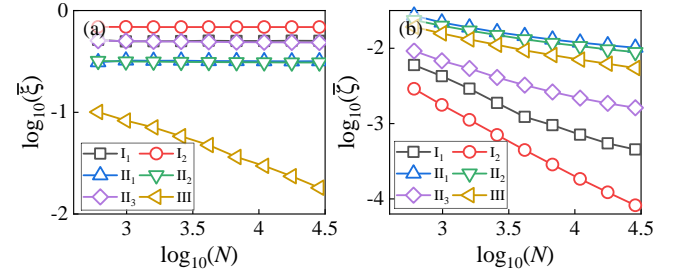 0
(a)
log₁₀(ξ̄)
-1
I₁ I₂
II₁ II₂
II₃ III
-2
3 3.5 4 4.5
log₁₀(N)
(b)
-2
log₁₀(ζ̄)
-3
I₁ I₂
II₁ II₂
II₃ III
-4
3 3.5 4 4.5
log₁₀(N)